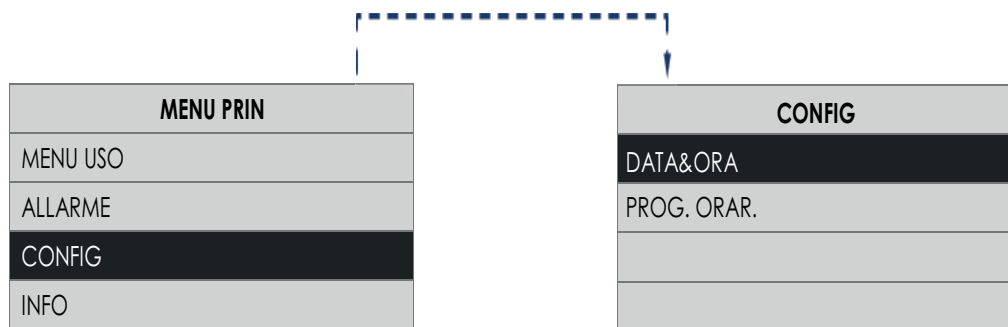 MENU PRIN
MENU USO
ALLARME
CONFIG
INFO
CONFIG
DATA&ORA
PROG. ORAR.